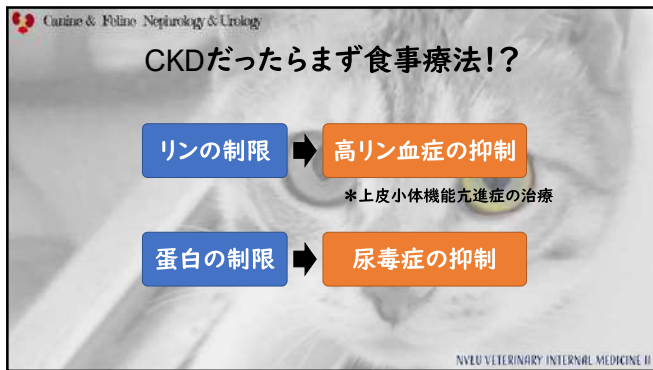 Canine & Feline Nephrology & Urology
CKDだったらまず食事療法!?
リンの制限
高リン血症の抑制
*上皮小体機能亢進症の治療
蛋白の制限
尿毒症の抑制
NVLU VETERINARY INTERNAL MEDICINE II